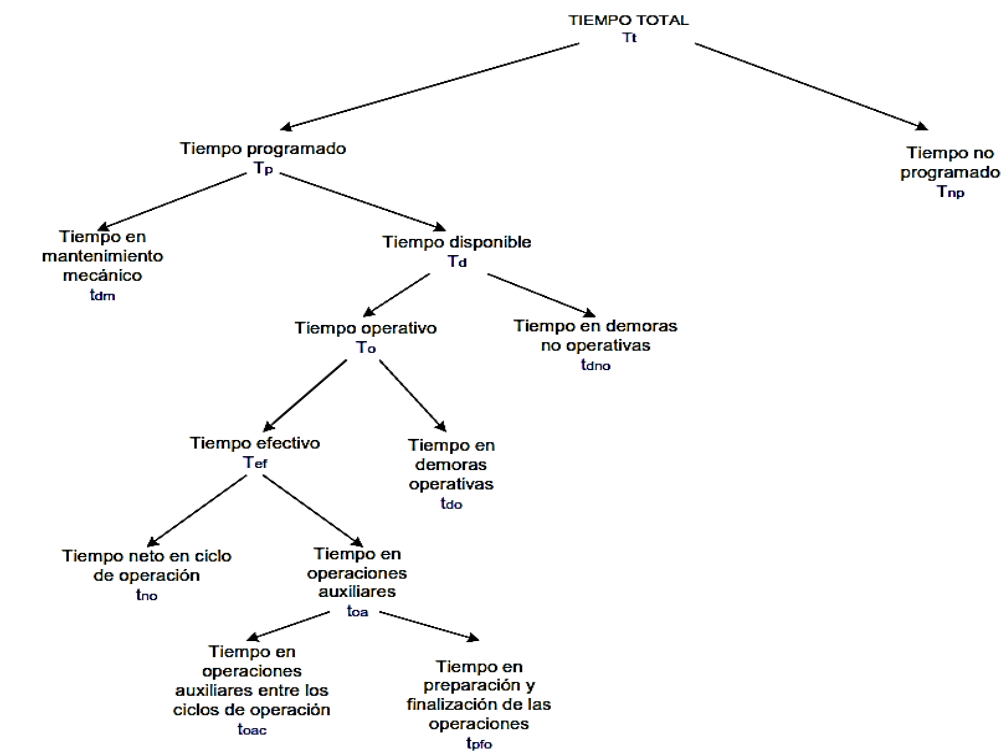 TIEMPO TOTAL
Tt
Tiempo programado
Tp
Tiempo no
programado
Tnp
Tiempo en
mantenimiento
mecánico
tdm
Tiempo disponible
Td
Tiempo operativo
To
Tiempo en demoras
no operativas
tdno
Tiempo efectivo
Tef
Tiempo en
demoras
operativas
tdo
Tiempo neto en ciclo
de operación
tno
Tiempo en
operaciones
auxiliares
toa
Tiempo en
operaciones
auxiliares entre los
ciclos de operación
toac
Tiempo en
preparación y
finalización de las
operaciones
tpfo